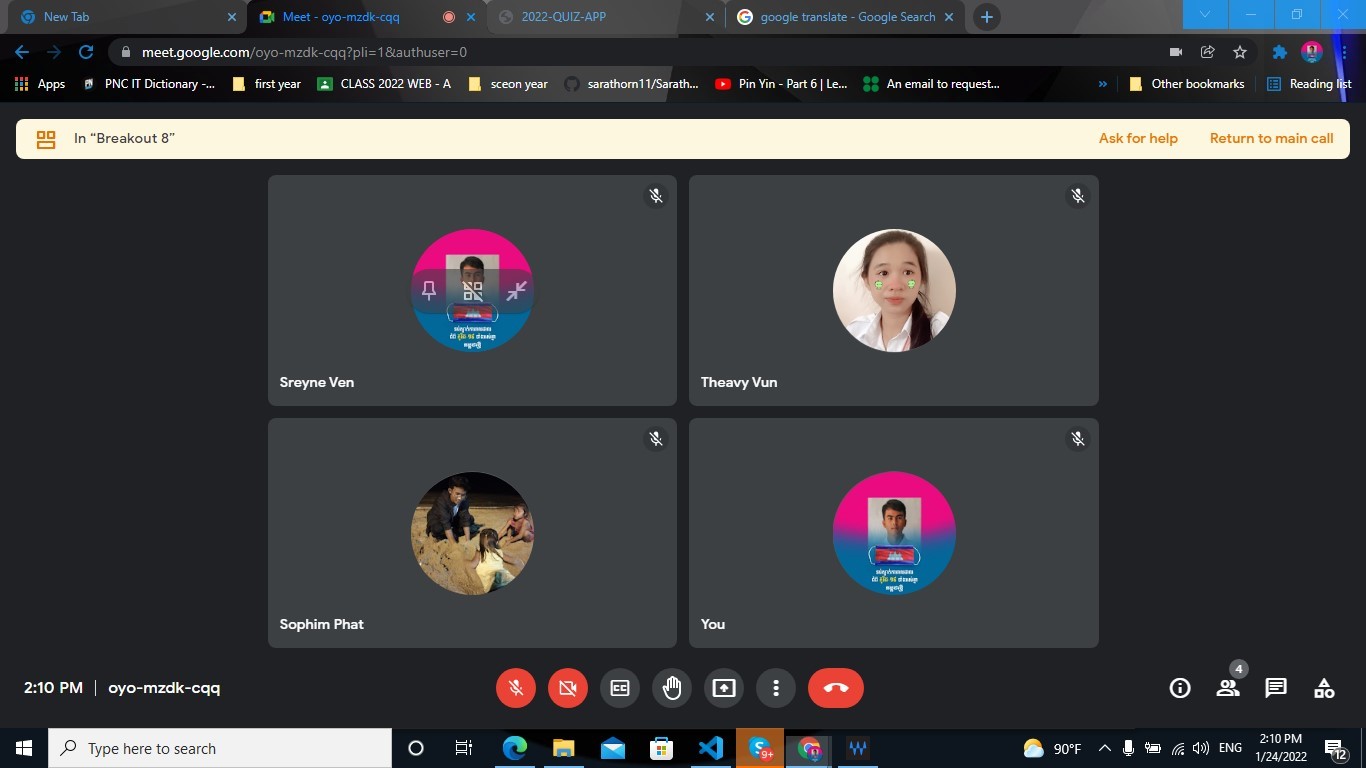 New Tab
Meet - oyo-mzdk-cqq
2022-QUIZ-APP
google translate - Google Search
meet.google.com/oyo-mzdk-cqq?pli=1&authuser=0
Apps
PNC IT Dictionary -...
first year
CLASS 2022 WEB - A
sceon year
sarathorn11/Sarath...
Pin Yin - Part 6 | Le...
An email to request...
»
Other bookmarks
Reading list
In “Breakout 8”
Ask for help
Return to main call
Sreyne Ven
Theavy Vun
Sophim Phat
You
2:10 PM | oyo-mzdk-cqq
CC
4
Type here to search
9+
90°F
ENG
2:10 PM
1/24/2022
12